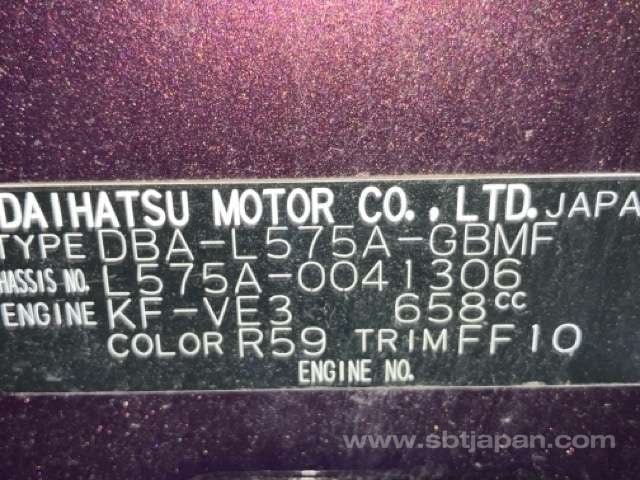 DAIHATSU MOTOR CO.,LTD. JAPA
TYPE DBA-L575A-GBMF
CHASSIS NO. L575A-0041306
ENGINE KF-VE3 658cc
COLOR R59 TRIM FF10
ENGINE NO.
www.sbtjapan.com